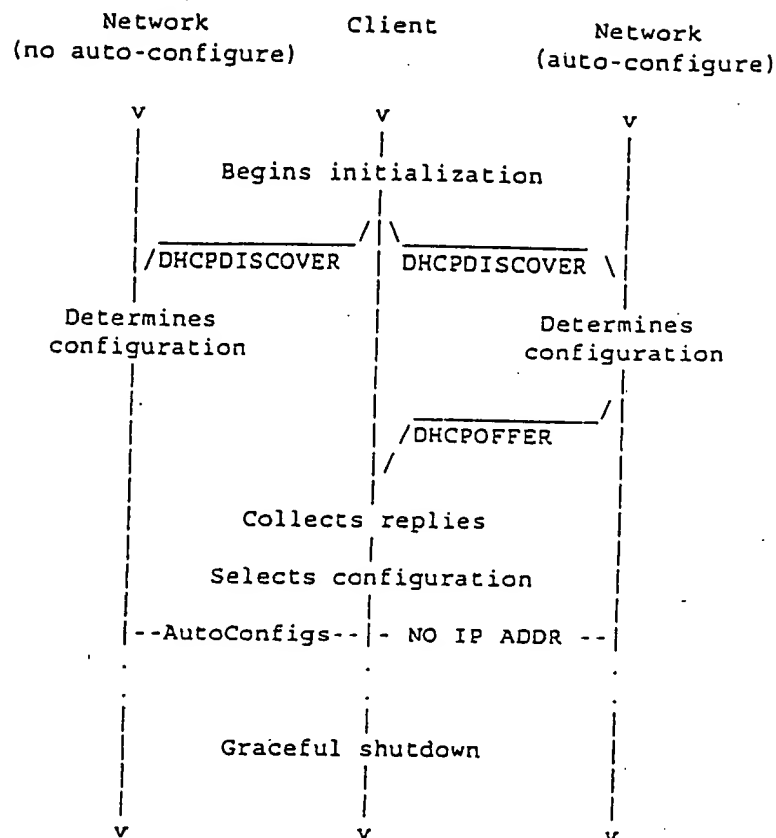 Network Client Network
(no auto-configure) (auto-configure)
v v v
Begins initialization
DHCPDISCOVER DHCPDISCOVER
Determines Determines
configuration configuration
DHCPOFFER
Collects replies
Selects configuration
--AutoConfigs-- - NO IP ADDR --
Graceful shutdown
v v v